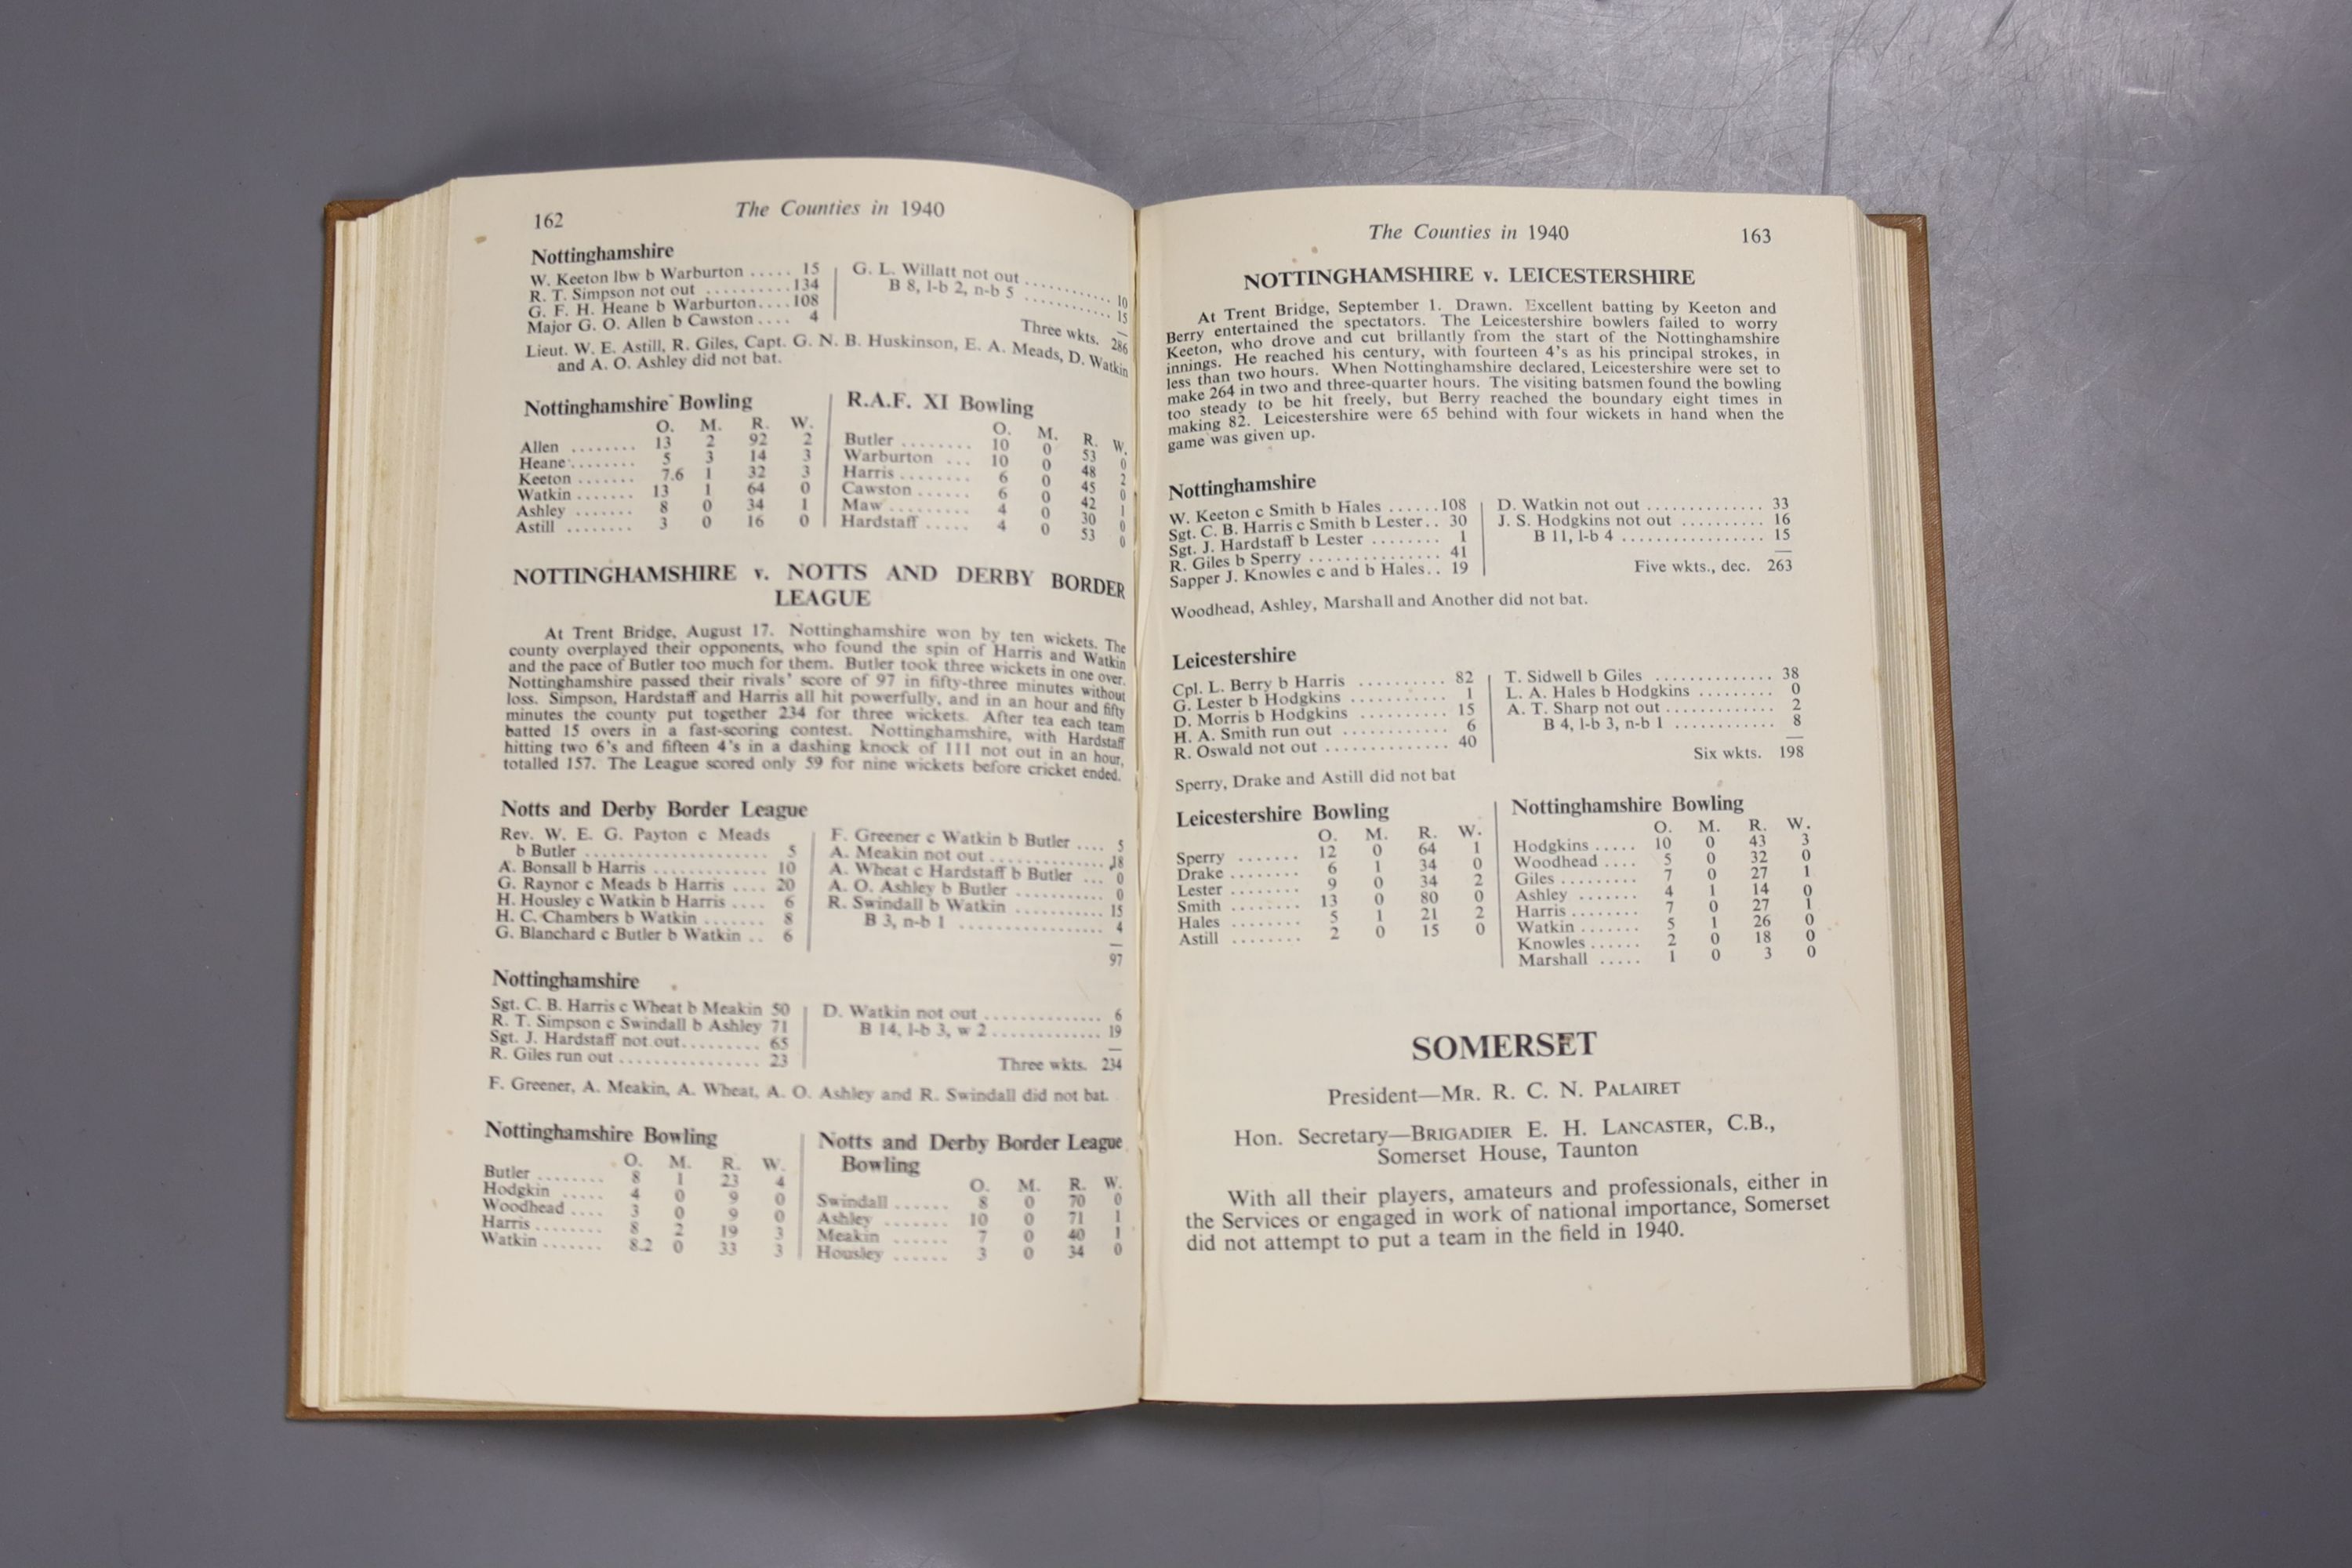 162
The Counties in 1940
Nottinghamshire
W. Keeton lbw b Warburton ..... 15
R. T. Simpson not out ..........134
G. F. H. Heane b Warburton....108
Major G. O. Allen b Cawston .... 4
G. L. Willatt not out ............ 10
B 8, l-b 2, n-b 5 ............ 15
Three wkts. 286
Lieut. W. E. Astill, R. Giles, Capt. G. N. B. Huskinson, E. A. Meads, D. Watkin
and A. O. Ashley did not bat.
Nottinghamshire Bowling
O. M. R. W.
Allen ........ 13 2 92 2
Heane ........ 5 3 14 3
Keeton ....... 7.6 1 32 3
Watkin ....... 13 1 64 0
Ashley ....... 8 0 34 1
Astill ........ 3 0 16 0
R.A.F. XI Bowling
O. M. R. W.
Butler ........ 10 0 53 0
Warburton ... 10 0 48 2
Harris ........ 6 0 45 0
Cawston ...... 6 0 42 1
Maw .......... 4 0 30 0
Hardstaff ..... 4 0 53 0
NOTTINGHAMSHIRE v. NOTTS AND DERBY BORDER
LEAGUE
At Trent Bridge, August 17. Nottinghamshire won by ten wickets. The
county overplayed their opponents, who found the spin of Harris and Watkin
and the pace of Butler too much for them. Butler took three wickets in one over.
Nottinghamshire passed their rivals' score of 97 in fifty-three minutes without
loss. Simpson, Hardstaff and Harris all hit powerfully, and in an hour and fifty
minutes the county put together 234 for three wickets. After tea each team
batted 15 overs in a fast-scoring contest. Nottinghamshire, with Hardstaff
hitting two 6's and fifteen 4's in a dashing knock of 111 not out in an hour,
totalled 157. The League scored only 59 for nine wickets before cricket ended.
Notts and Derby Border League
Rev. W. E. G. Payton c Meads
b Butler ...................... 5
A. Bonsall b Harris ............. 10
G. Raynor c Meads b Harris .... 20
H. Housley c Watkin b Harris .... 6
H. C. Chambers b Watkin ....... 8
G. Blanchard c Butler b Watkin .. 6
F. Greener c Watkin b Butler .... 5
A. Meakin not out .............. 18
A. Wheat c Hardstaff b Butler ... 0
A. O. Ashley b Butler ........... 0
R. Swindall b Watkin ........... 15
B 3, n-b 1 .................. 4
97
Nottinghamshire
Sgt. C. B. Harris c Wheat b Meakin 50
R. T. Simpson c Swindall b Ashley 71
Sgt. J. Hardstaff not out......... 65
R. Giles run out ................ 23
D. Watkin not out ............... 6
B 14, l-b 3, w 2.............. 19
Three wkts. 234
F. Greener, A. Meakin, A. Wheat, A. O. Ashley and R. Swindall did not bat.
Nottinghamshire Bowling
O. M. R. W.
Butler ........ 8 1 23 4
Hodgkin ..... 4 0 9 0
Woodhead .... 3 0 9 0
Harris ........ 8 2 19 3
Watkin ....... 8.2 0 33 3
Notts and Derby Border League
Bowling
O. M. R. W.
Swindall ...... 8 0 70 0
Ashley ....... 10 0 71 1
Meakin ...... 7 0 40 1
Housley ...... 3 0 34 0
The Counties in 1940
163
NOTTINGHAMSHIRE v. LEICESTERSHIRE
At Trent Bridge, September 1. Drawn. Excellent batting by Keeton and
Berry entertained the spectators. The Leicestershire bowlers failed to worry
Keeton, who drove and cut brilliantly from the start of the Nottinghamshire
innings. He reached his century, with fourteen 4's as his principal strokes, in
less than two hours. When Nottinghamshire declared, Leicestershire were set to
make 264 in two and three-quarter hours. The visiting batsmen found the bowling
too steady to be hit freely, but Berry reached the boundary eight times in
making 82. Leicestershire were 65 behind with four wickets in hand when the
game was given up.
Nottinghamshire
W. Keeton c Smith b Hales ......108
Sgt. C. B. Harris c Smith b Lester.. 30
Sgt. J. Hardstaff b Lester ........ 1
R. Giles b Sperry ............... 41
Sapper J. Knowles c and b Hales.. 19
D. Watkin not out .............. 33
J. S. Hodgkins not out .......... 16
B 11, l-b 4 ................. 15
Five wkts., dec. 263
Woodhead, Ashley, Marshall and Another did not bat.
Leicestershire
Cpl. L. Berry b Harris .......... 82
G. Lester b Hodgkins ........... 1
D. Morris b Hodgkins .......... 15
H. A. Smith run out ............ 6
R. Oswald not out .............. 40
T. Sidwell b Giles .............. 38
L. A. Hales b Hodgkins ......... 0
A. T. Sharp not out ............. 2
B 4, l-b 3, n-b 1 ............ 8
Six wkts. 198
Sperry, Drake and Astill did not bat
Leicestershire Bowling
O. M. R. W.
Sperry ....... 12 0 64 1
Drake ........ 6 1 34 0
Lester ........ 9 0 34 2
Smith ........ 13 0 80 0
Hales ........ 5 1 21 2
Astill ........ 2 0 15 0
Nottinghamshire Bowling
O. M. R. W.
Hodgkins ..... 10 0 43 3
Woodhead .... 5 0 32 0
Giles ......... 7 0 27 1
Ashley ....... 4 1 14 0
Harris ........ 7 0 27 1
Watkin ....... 5 1 26 0
Knowles ...... 2 0 18 0
Marshall ..... 1 0 3 0
SOMERSET
President—MR. R. C. N. PALAIRET
Hon. Secretary—BRIGADIER E. H. LANCASTER, C.B.,
Somerset House, Taunton
With all their players, amateurs and professionals, either in
the Services or engaged in work of national importance, Somerset
did not attempt to put a team in the field in 1940.